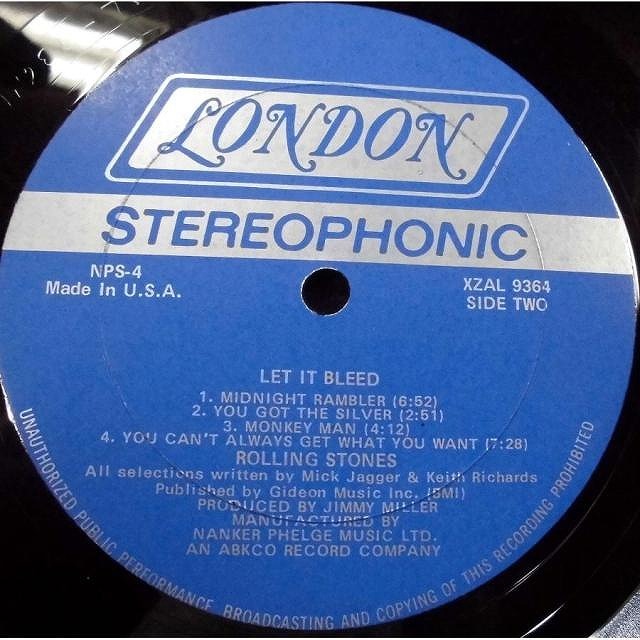 LONDON
STEREOPHONIC
NPS-4
Made In U.S.A.
XZAL 9364
SIDE TWO
LET IT BLEED
1. MIDNIGHT RAMBLER (6:52)
2. YOU GOT THE SILVER (2:51)
3. MONKEY MAN (4:12)
4. YOU CAN'T ALWAYS GET WHAT YOU WANT (7:28)
ROLLING STONES
All selections written by Mick Jagger & Keith Richards
Published by Gideon Music Inc. (BMI)
PRODUCED BY JIMMY MILLER
MANUFACTURED BY
NANKER PHELGE MUSIC LTD.
AN ABKCO RECORD COMPANY
UNAUTHORIZED PUBLIC PERFORMANCE, BROADCASTING AND COPYING OF THIS RECORDING PROHIBITED